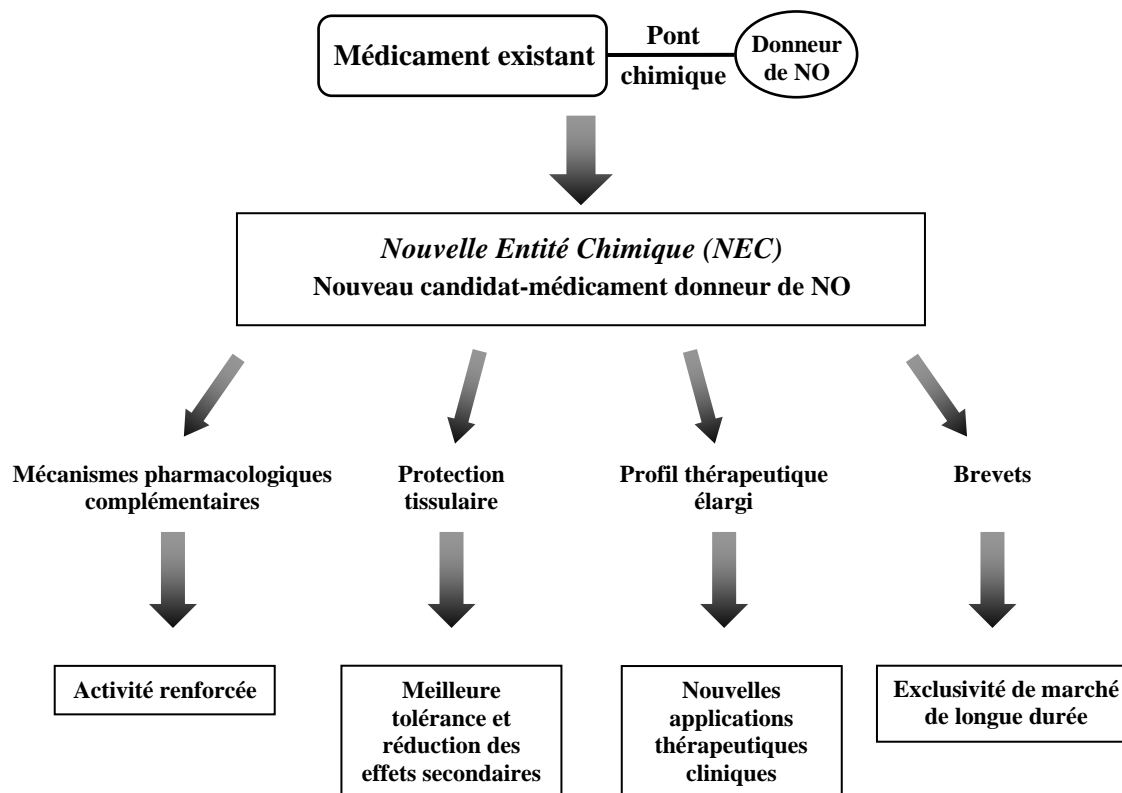 Médicament existant
Pont
chimique
Donneur
de NO
Nouvelle Entité Chimique (NEC)
Nouveau candidat-médicament donneur de NO
Mécanismes pharmacologiques
complémentaires
Protection
tissulaire
Profil thérapeutique
élargi
Brevets
Activité renforcée
Meilleure
tolérance et
réduction des
effets secondaires
Nouvelles
applications
thérapeutiques
cliniques
Exclusivité de marché
de longue durée